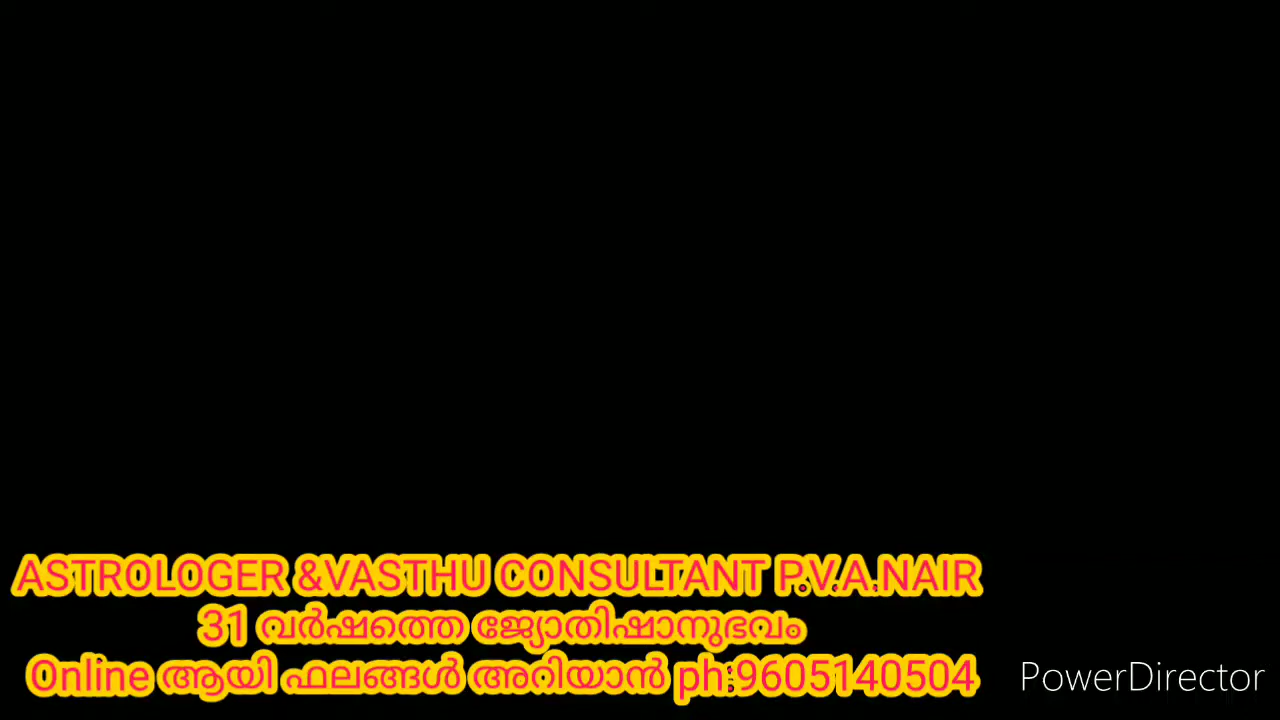 ASTROLOGER &VASTHU CONSULTANT P.V.A.NAIR
31 വർഷത്തെ ജ്യോതിഷാനുഭവം
Online ആയി ഫലങ്ങൾ അറിയാൻ ph:9605140504
PowerDirector